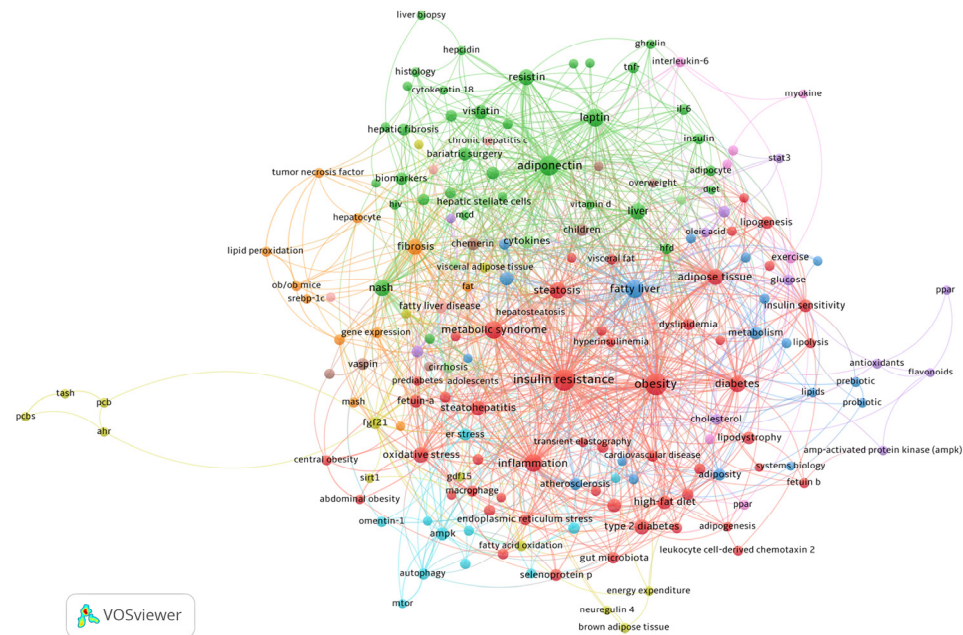 liver biopsy
hepcidin
ghrelin
interleukin-6
histology
resistin
tnf-
cytokeratin 18
myokine
visfatin
leptin
il-6
hepatic fibrosis
chronic hepatitis c
insulin
bariatric surgery
stat3
adiponectin
adipocyte
tumor necrosis factor
biomarkers
overweight
diet
hiv
hepatic stellate cells
vitamin d
liver
mcd
hepatocyte
children
oleic acid
lipogenesis
fibrosis
chemerin
cytokines
hfd
lipid peroxidation
visceral adipose tissue
visceral fat
exercise
adipose tissue
glucose
ob/ob mice
nash
fat
steatosis
fatty liver
ppar
srebp-1c
fatty liver disease
insulin sensitivity
hepatosteatosis
gene expression
metabolic syndrome
dyslipidemia
metabolism
hyperinsulinemia
lipolysis
vaspin
cirrhosis
antioxidants
flavonoids
prediabetes
adolescents
insulin resistance
obesity
diabetes
prebiotic
tash
lipids
pcb
mash
fetuin-a
steatohepatitis
probiotic
pcbs
fgf21
cholesterol
ahr
er stress
transient elastography
lipodystrophy
oxidative stress
cardiovascular disease
amp-activated protein kinase (ampk)
central obesity
inflammation
systems biology
sirt1
gdf15
adiposity
atherosclerosis
fetuin b
macrophage
abdominal obesity
high-fat diet
ppar
omentin-1
endoplasmic reticulum stress
type 2 diabetes
adipogenesis
ampk
fatty acid oxidation
leukocyte cell-derived chemotaxin 2
gut microbiota
autophagy
selenoprotein p
energy expenditure
mtor
neuregulin 4
brown adipose tissue
VOSviewer